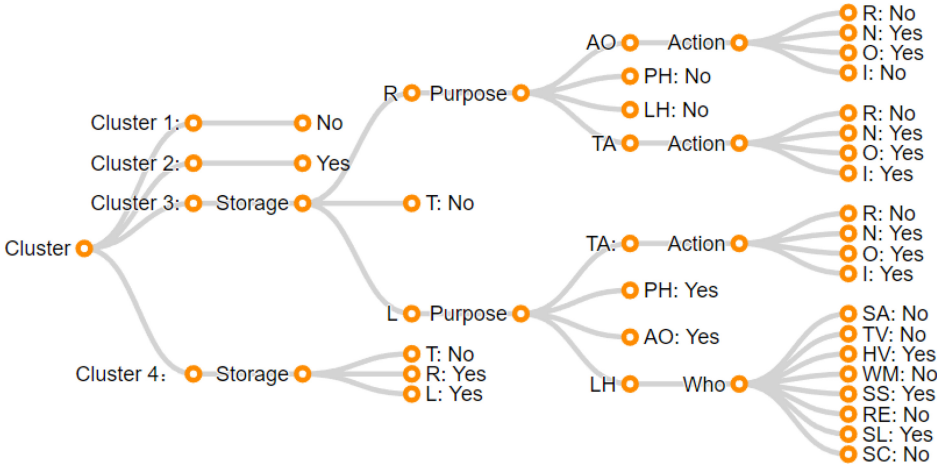 Cluster
Cluster 1:
No
Cluster 2:
Yes
Cluster 3:
Storage
R
Purpose
AO
Action
R: No
N: Yes
O: Yes
I: No
PH: No
LH: No
TA
Action
R: No
N: Yes
O: Yes
I: Yes
T: No
L
Purpose
TA:
Action
R: No
N: Yes
O: Yes
I: Yes
PH: Yes
AO: Yes
LH
Who
SA: No
TV: No
HV: Yes
WM: No
SS: Yes
RE: No
SL: Yes
SC: No
Cluster 4:
Storage
T: No
R: Yes
L: Yes